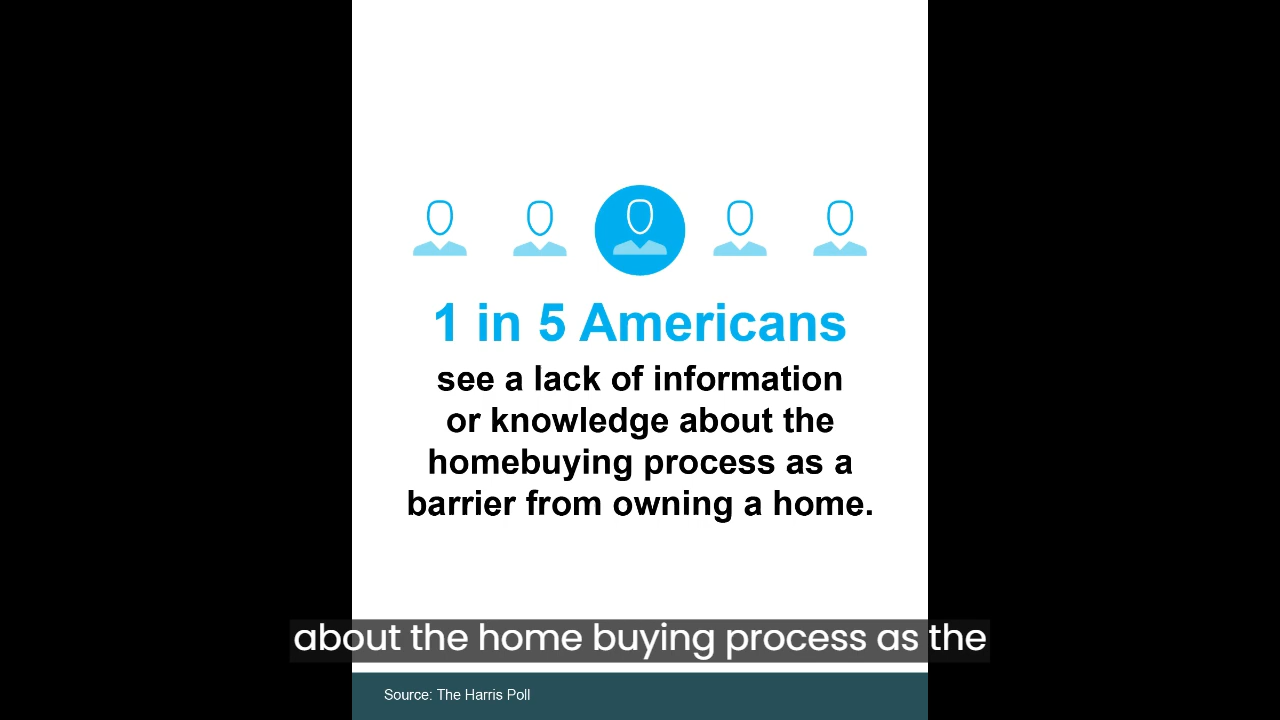 1 in 5 Americans
see a lack of information
or knowledge about the
homebuying process as a
barrier from owning a home.
about the home buying process as the
Source: The Harris Poll